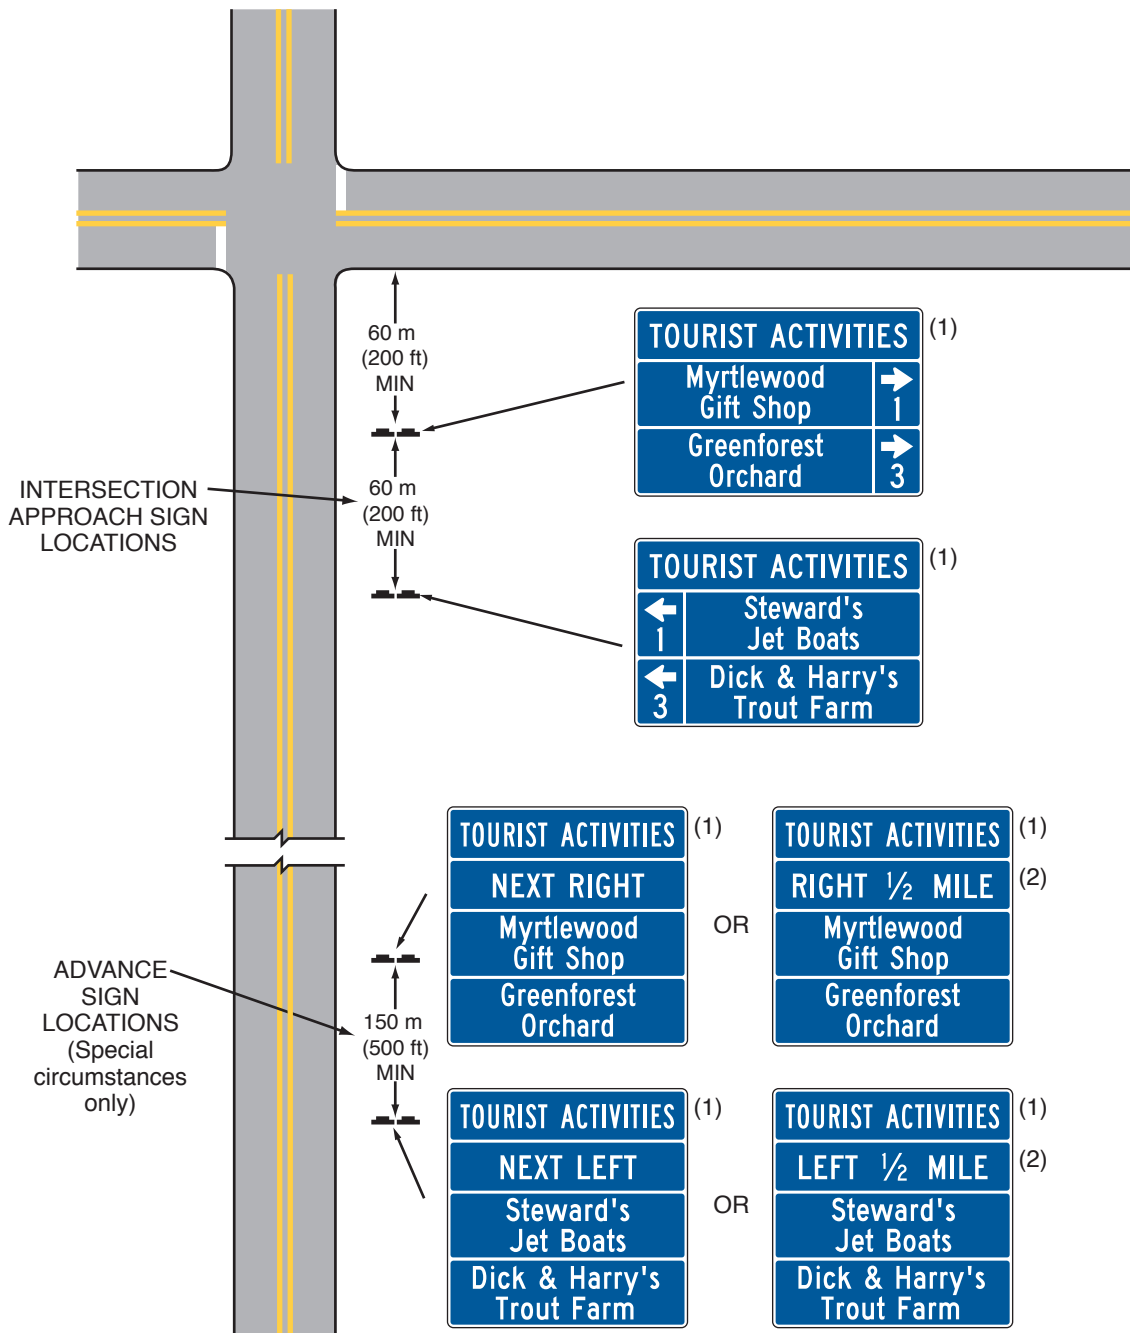 60 m
(200 ft)
MIN
TOURIST ACTIVITIES (1)
Myrtlewood
Gift Shop
1
Greenforest
Orchard
3
INTERSECTION
APPROACH SIGN
LOCATIONS
60 m
(200 ft)
MIN
TOURIST ACTIVITIES (1)
1
Steward's
Jet Boats
3
Dick & Harry's
Trout Farm
TOURIST ACTIVITIES (1)
NEXT RIGHT
Myrtlewood
Gift Shop
Greenforest
Orchard
OR
TOURIST ACTIVITIES (1)
RIGHT ½ MILE (2)
Myrtlewood
Gift Shop
Greenforest
Orchard
ADVANCE
SIGN
LOCATIONS
(Special
circumstances
only)
150 m
(500 ft)
MIN
TOURIST ACTIVITIES (1)
NEXT LEFT
Steward's
Jet Boats
Dick & Harry's
Trout Farm
OR
TOURIST ACTIVITIES (1)
LEFT ½ MILE (2)
Steward's
Jet Boats
Dick & Harry's
Trout Farm